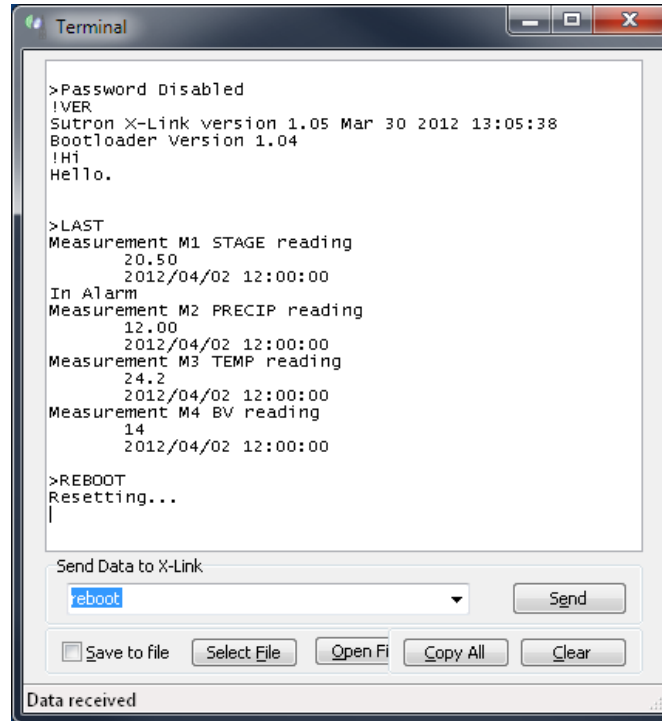 Terminal
>Password Disabled
!VER
Sutron X-Link version 1.05 Mar 30 2012 13:05:38
Bootloader Version 1.04
!Hi
Hello.
>LAST
Measurement M1 STAGE reading
20.50
2012/04/02 12:00:00
In Alarm
Measurement M2 PRECIP reading
12.00
2012/04/02 12:00:00
Measurement M3 TEMP reading
24.2
2012/04/02 12:00:00
Measurement M4 BV reading
14
2012/04/02 12:00:00
>REBOOT
Resetting...
Send Data to X-Link
reboot
Send
Save to file Select File Open Fi Copy All Clear
Data received